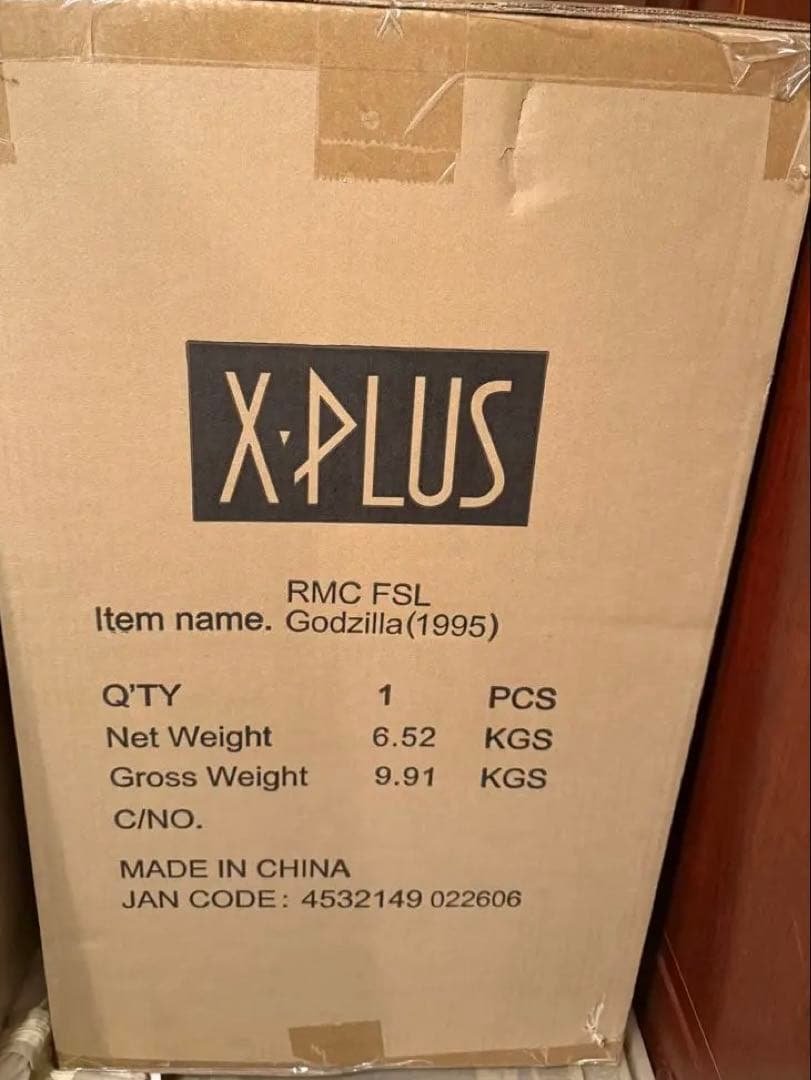 X·PLUS
RMC FSL
Item name. Godzilla(1995)
Q'TY 1 PCS
Net Weight 6.52 KGS
Gross Weight 9.91 KGS
C/NO.
MADE IN CHINA
JAN CODE: 4532149 022606